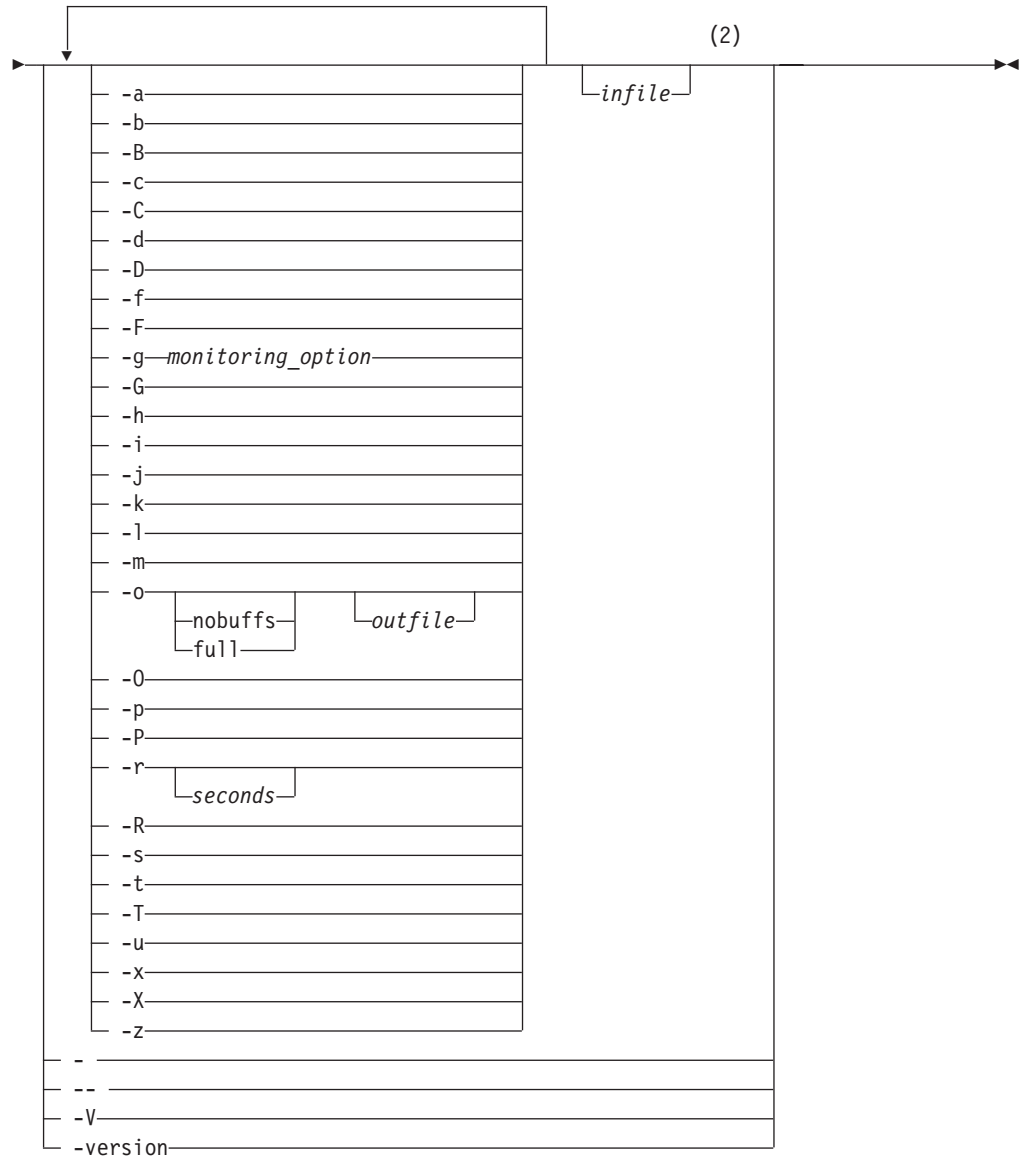 (2)
infile
-a
-b
-B
-c
-C
-d
-D
-f
-F
-g monitoring_option
-G
-h
-i
-j
-k
-l
-m
-o
nobuffs outfile
full
-O
-p
-P
-r
seconds
-R
-s
-t
-T
-u
-x
-X
-z
-
--
-V
-version